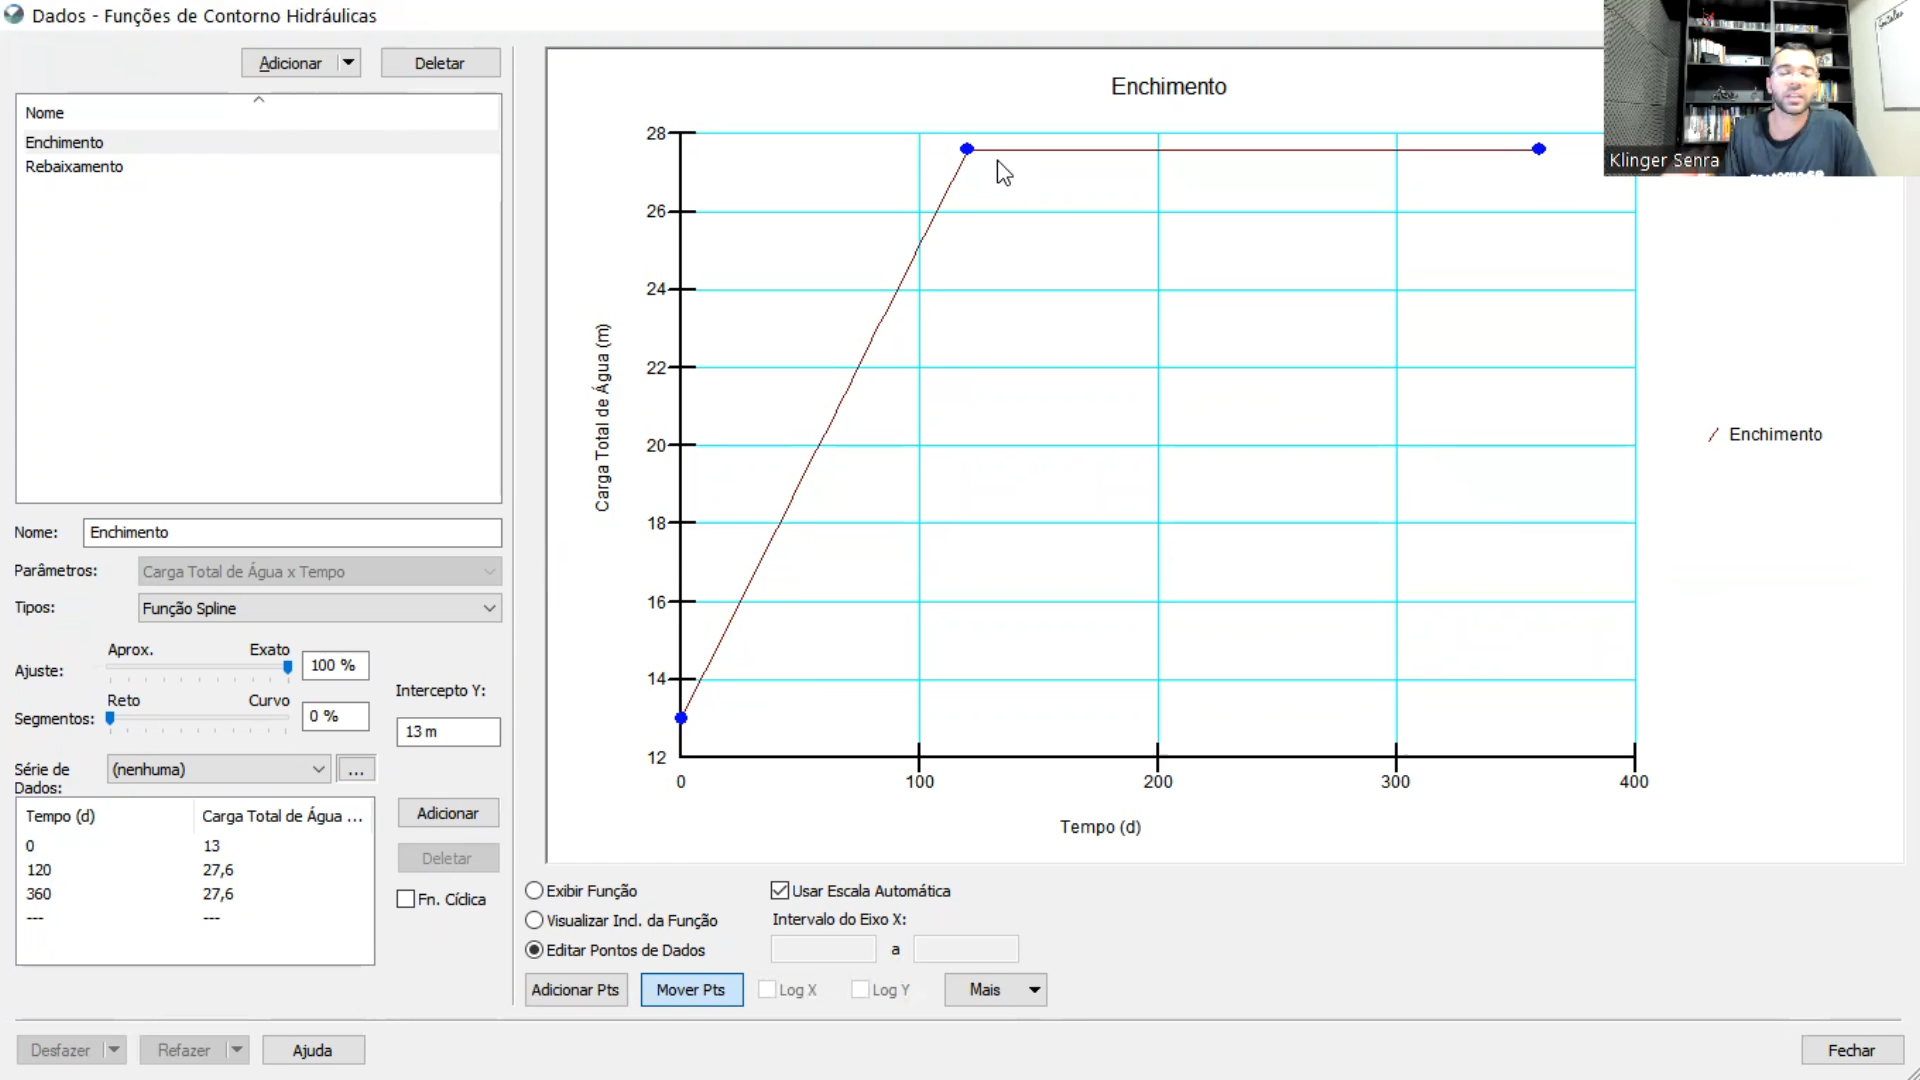 Dados - Funções de Contorno Hidráulicas
Adicionar
Deletar
Nome
Enchimento
Rebaixamento
Nome:
Enchimento
Parâmetros:
Carga Total de Água x Tempo
Tipos:
Função Spline
Aprox.
Exato
Ajuste:
100 %
Reto
Curvo
Segmentos:
0 %
Intercepto Y:
13 m
Série de
Dados:
(nenhuma)
...
Tempo (d)
Carga Total de Água ...
0
13
120
27,6
360
27,6
---
---
Adicionar
Deletar
Fn. Cíclica
Enchimento
Klinger Senra
28
26
24
22
20
18
16
14
12
Carga Total de Água (m)
0
100
200
300
400
Tempo (d)
Enchimento
Exibir Função
Visualizar Incl. da Função
Editar Pontos de Dados
Usar Escala Automática
Intervalo do Eixo X:
a
Adicionar Pts
Mover Pts
Log X
Log Y
Mais
Desfazer
Refazer
Ajuda
Fechar